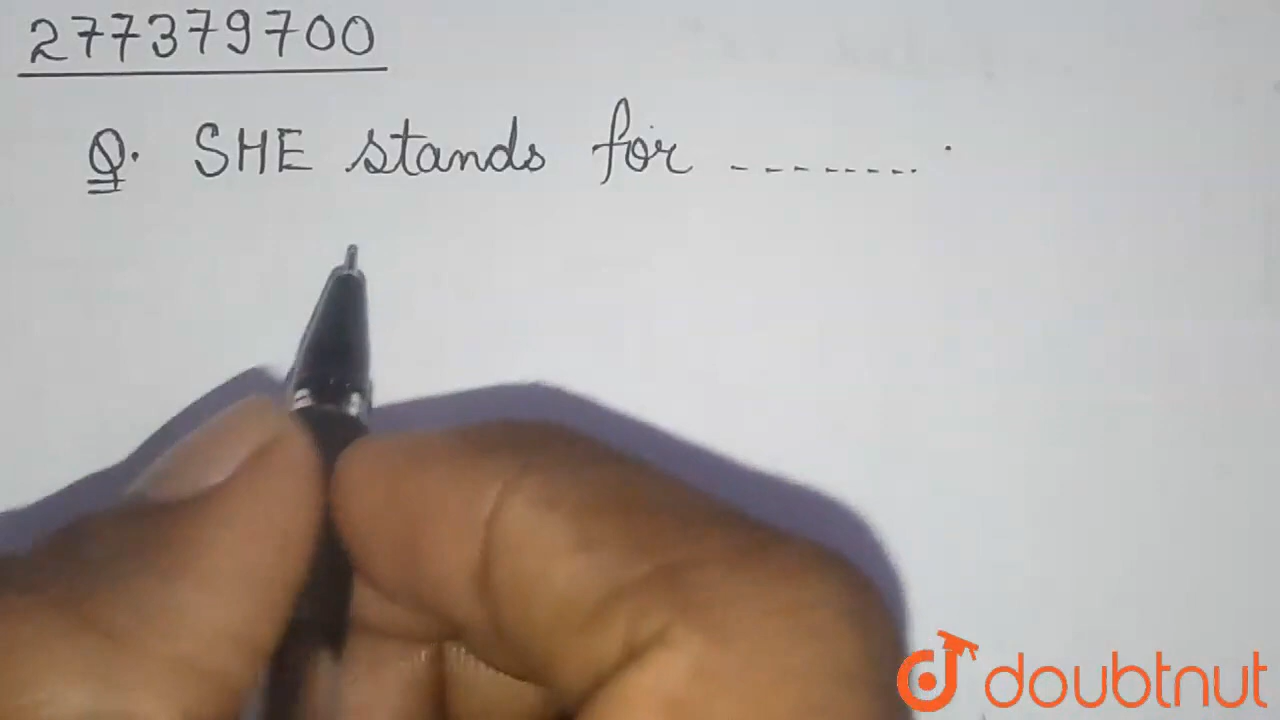 277379700
Q. SHE stands for --------.
doubtnut